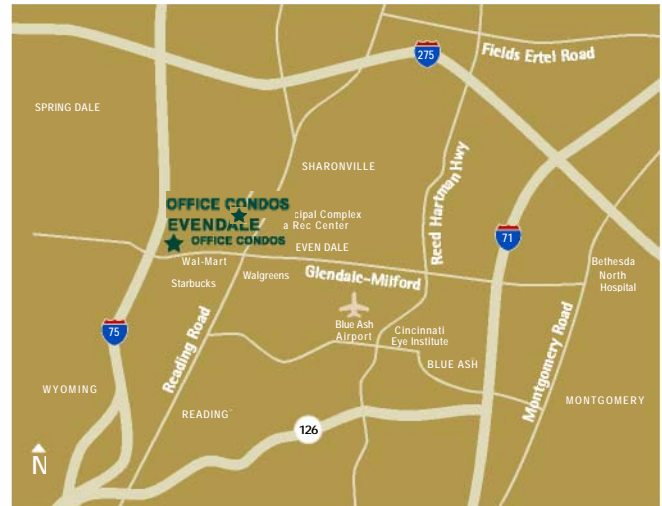 Fields Ertel Road
275
SPRING DALE
SHARONVILLE
Reed Hartman Hwy
OFFICE CONDOS
EVENDALE
cipal Complex
a Rec Center
OFFICE CONDOS
EVEN DALE
71
Wal-Mart
Bethesda
North
Hospital
Starbucks
Walgreens
Glendale-Milford
75
Reading Road
Blue Ash
Airport
Cincinnati
Eye Institute
BLUE ASH
Montgomery Road
WYOMING
MONTGOMERY
READING
126
N